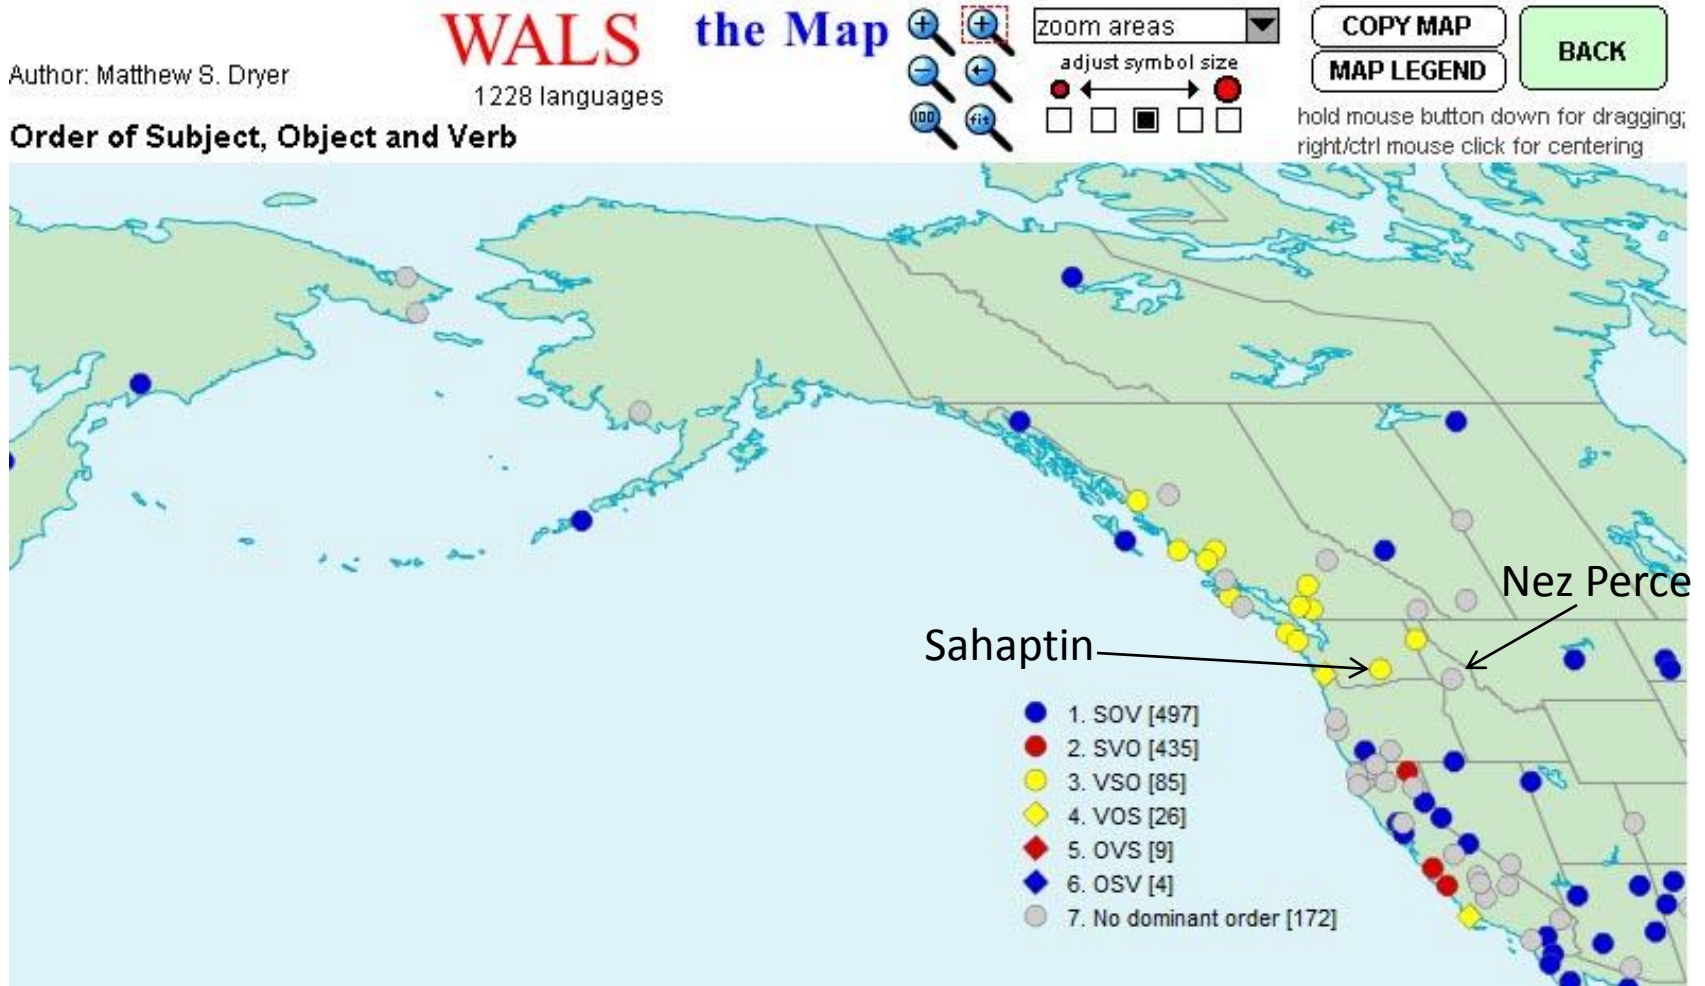 WALS the Map
zoom areas
COPY MAP
BACK
adjust symbol size
MAP LEGEND
Author: Matthew S. Dryer
1228 languages
100
fit
hold mouse button down for dragging;
right/ctrl mouse click for centering
Order of Subject, Object and Verb
Nez Perce
Sahaptin
1. SOV [497]
2. SVO [435]
3. VSO [85]
4. VOS [26]
5. OVS [9]
6. OSV [4]
7. No dominant order [172]